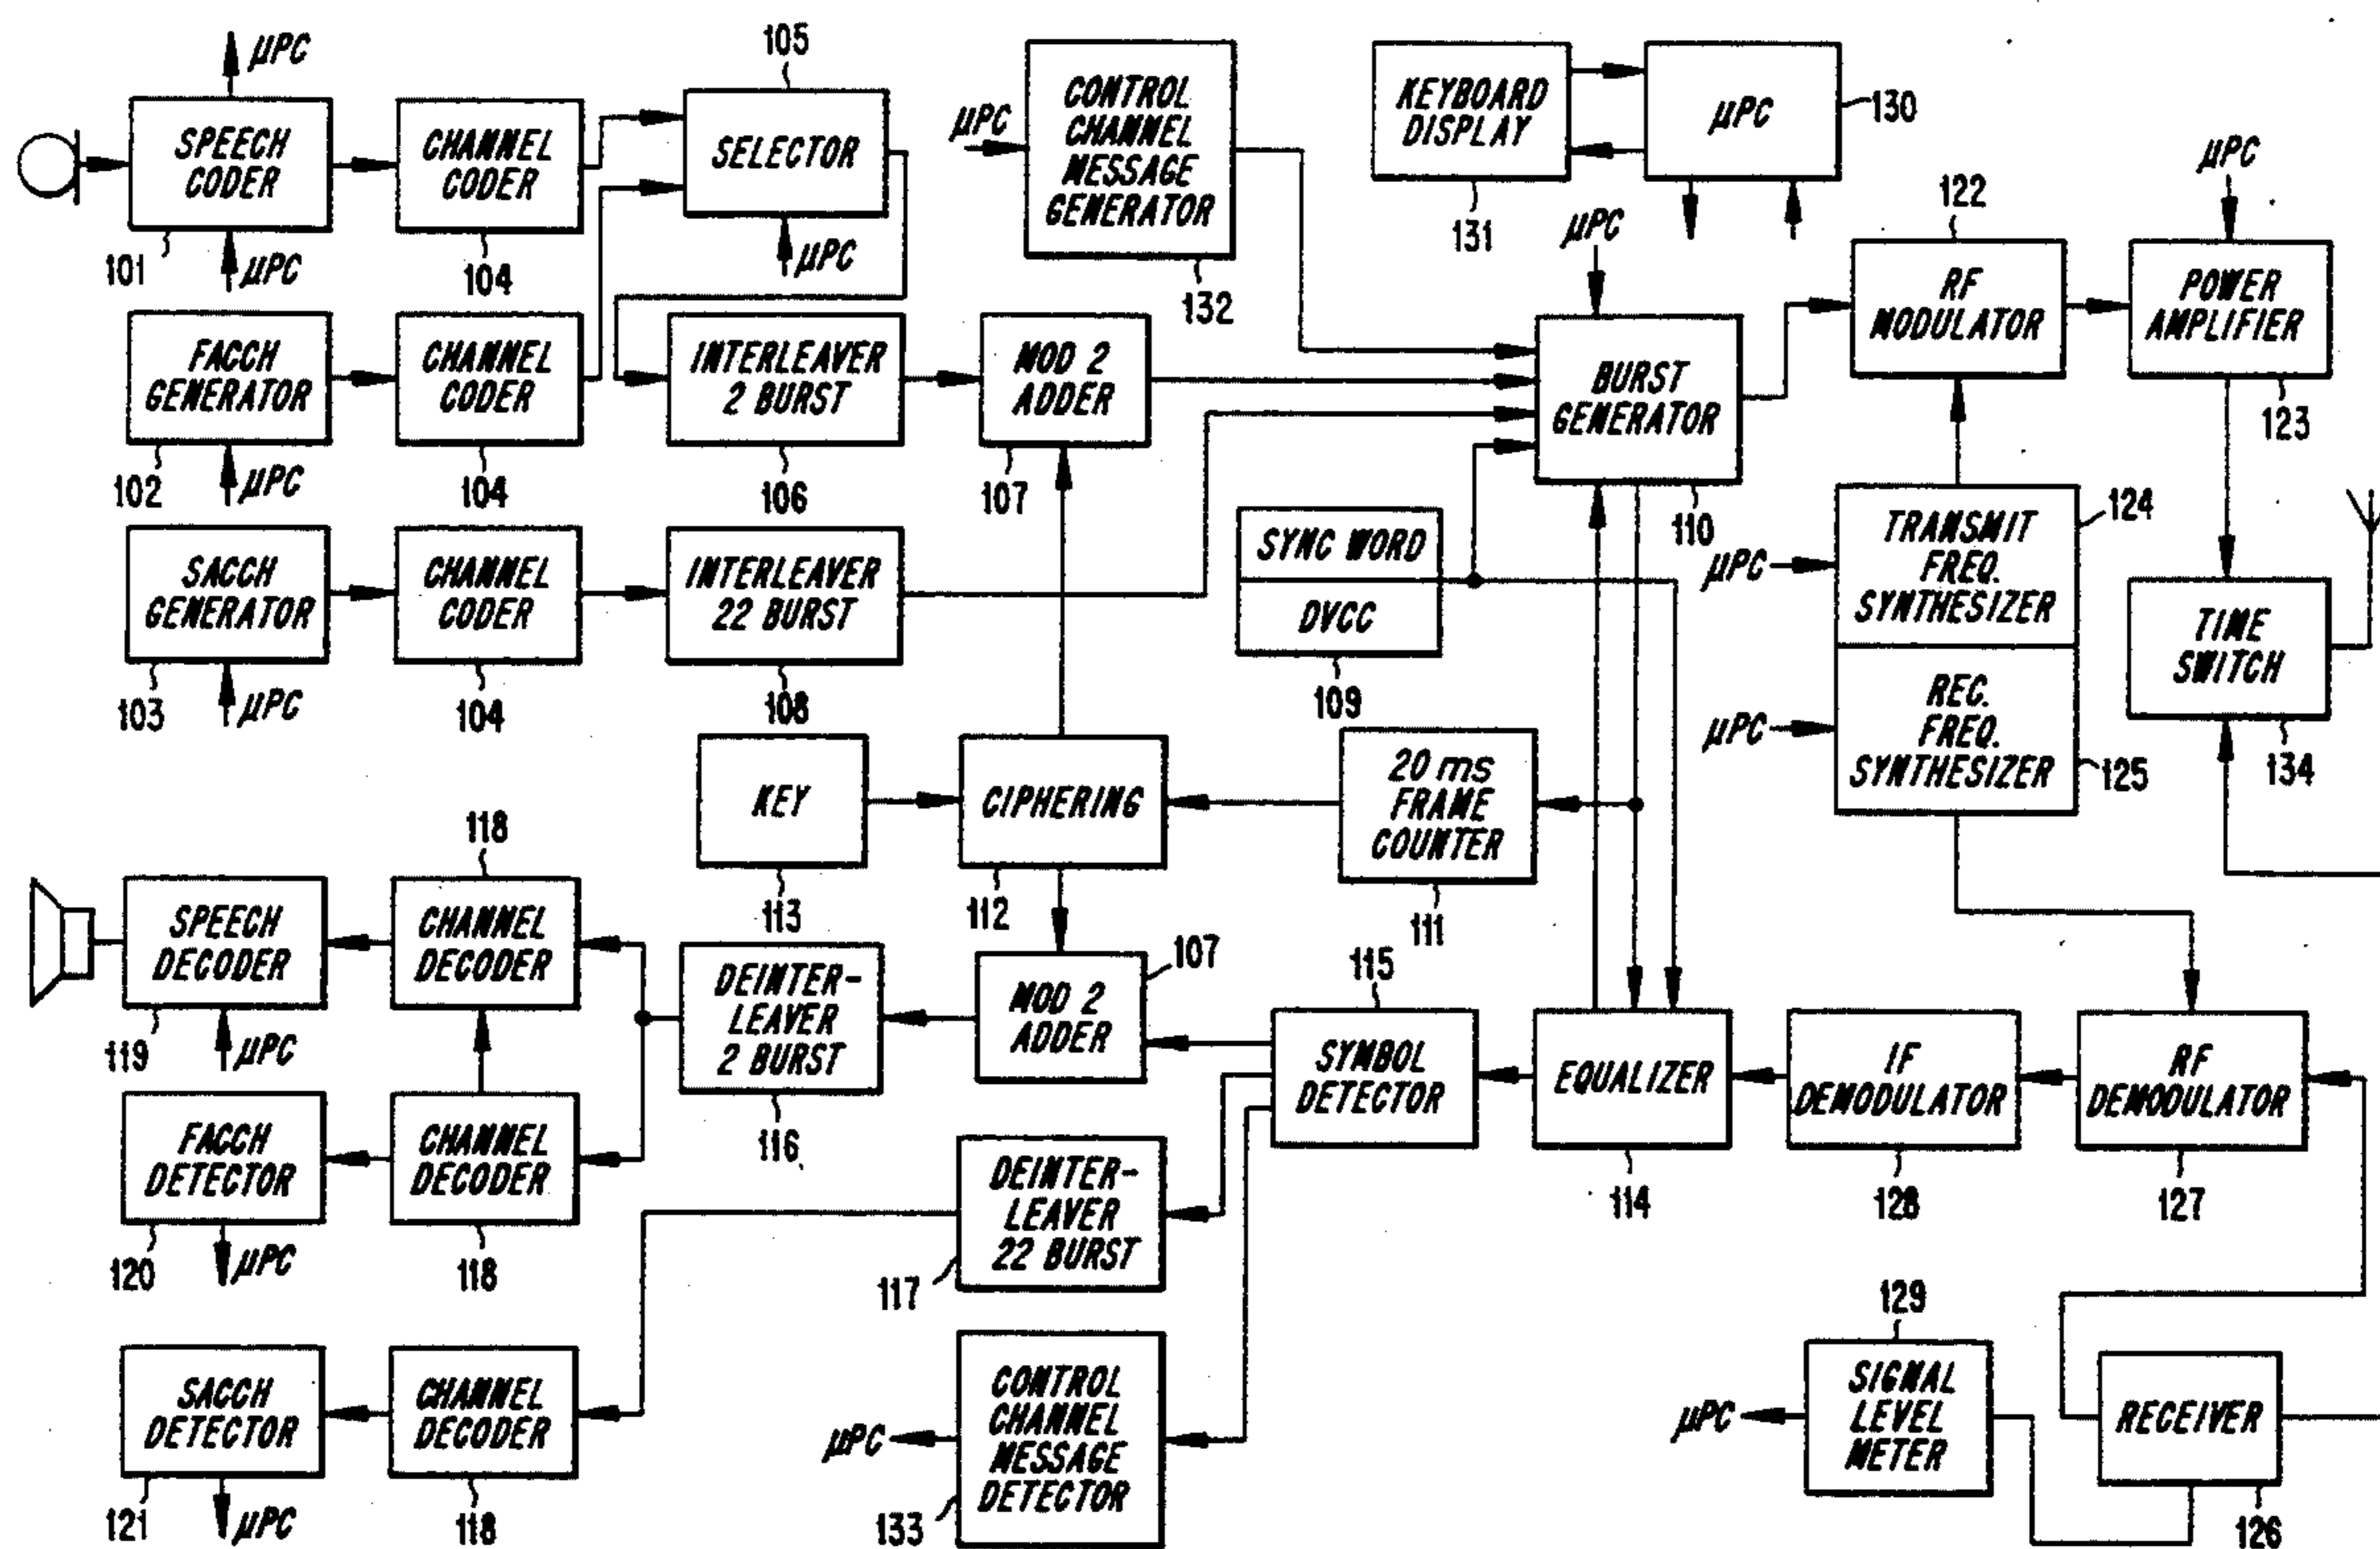 μPC
105
SPEECH
CODER
101
μPC
CHANNEL
CODER
104
SELECTOR
μPC
μPC
CONTROL
CHANNEL
MESSAGE
GENERATOR
132
KEYBOARD
DISPLAY
131
μPC
130
μPC
122
μPC
FACCH
GENERATOR
102
μPC
CHANNEL
CODER
104
INTERLEAVER
2 BURST
106
MOD 2
ADDER
107
BURST
GENERATOR
110
RF
MODULATOR
POWER
AMPLIFIER
123
SACCH
GENERATOR
103
μPC
CHANNEL
CODER
104
INTERLEAVER
22 BURST
108
SYNC WORD
DVCC
109
μPC
TRANSMIT
FREQ.
SYNTHESIZER
124
μPC
REC.
FREQ.
SYNTHESIZER
125
TIME
SWITCH
134
KEY
113
CIPHERING
112
20 ms
FRAME
COUNTER
111
118
SPEECH
DECODER
119
μPC
CHANNEL
DECODER
DEINTER-
LEAVER
2 BURST
116
MOD 2
ADDER
107
115
SYMBOL
DETECTOR
EQUALIZER
114
IF
DEMODULATOR
128
RF
DEMODULATOR
127
FACCH
DETECTOR
120
μPC
CHANNEL
DECODER
118
DEINTER-
LEAVER
22 BURST
117
SACCH
DETECTOR
121
μPC
CHANNEL
DECODER
118
μPC
CONTROL
CHANNEL
MESSAGE
DETECTOR
133
129
μPC
SIGNAL
LEVEL
METER
RECEIVER
126